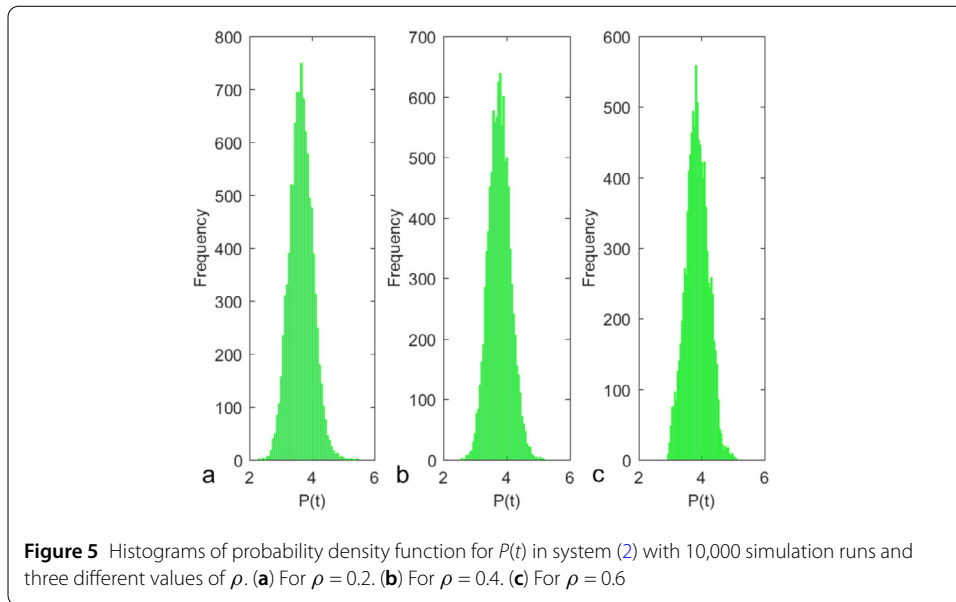 800
700
600
500
400
300
200
100
0
2 4 6
Frequency
P(t)
a
700
600
500
400
300
200
100
0
2 4 6
Frequency
P(t)
b
600
500
400
300
200
100
0
2 4 6
Frequency
P(t)
c
Figure 5 Histograms of probability density function for P(t) in system (2) with 10,000 simulation runs and
three different values of ρ. (a) For ρ = 0.2. (b) For ρ = 0.4. (c) For ρ = 0.6